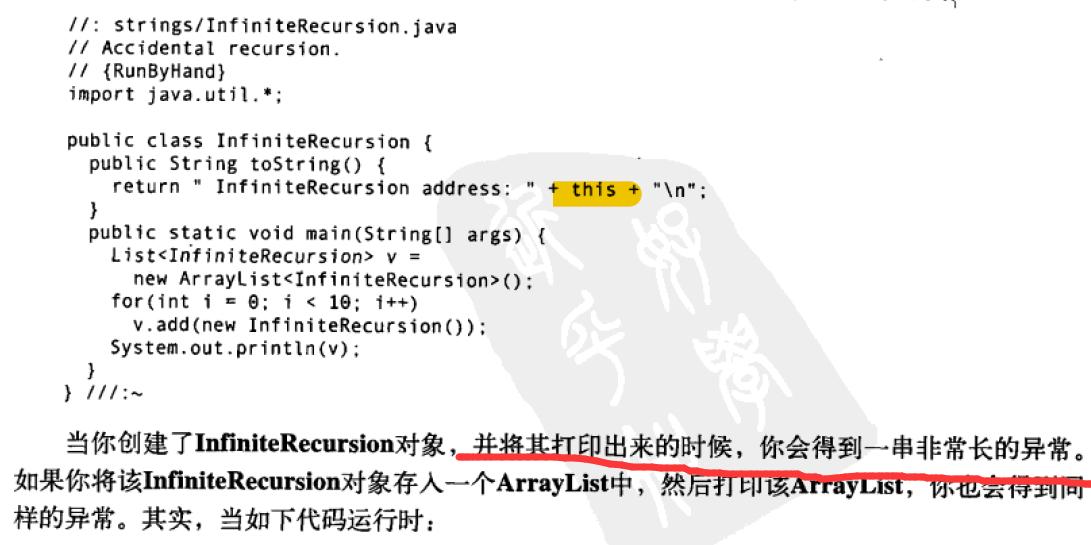 //: strings/InfiniteRecursion.java
// Accidental recursion.
// {RunByHand}
import java.util.*;
public class InfiniteRecursion {
public String toString() {
return " InfiniteRecursion address: " + this + "\n";
}
public static void main(String[] args) {
List<InfiniteRecursion> v =
new ArrayList<InfiniteRecursion>();
for(int i = 0; i < 10; i++)
v.add(new InfiniteRecursion());
System.out.println(v);
}
} ///:~
当你创建了InfiniteRecursion对象，并将其打印出来的时候，你会得到一串非常长的异常。
如果你将该InfiniteRecursion对象存入一个ArrayList中，然后打印该ArrayList，你也会得到同
样的异常。其实，当如下代码运行时：